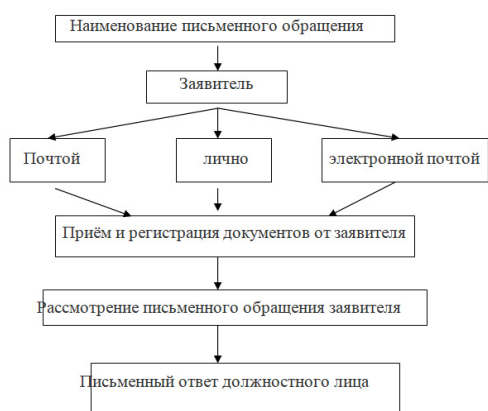 Наименование письменного обращения
Заявитель
Почтой
лично
электронной почтой
Приём и регистрация документов от заявителя
Рассмотрение письменного обращения заявителя
Письменный ответ должностного лица